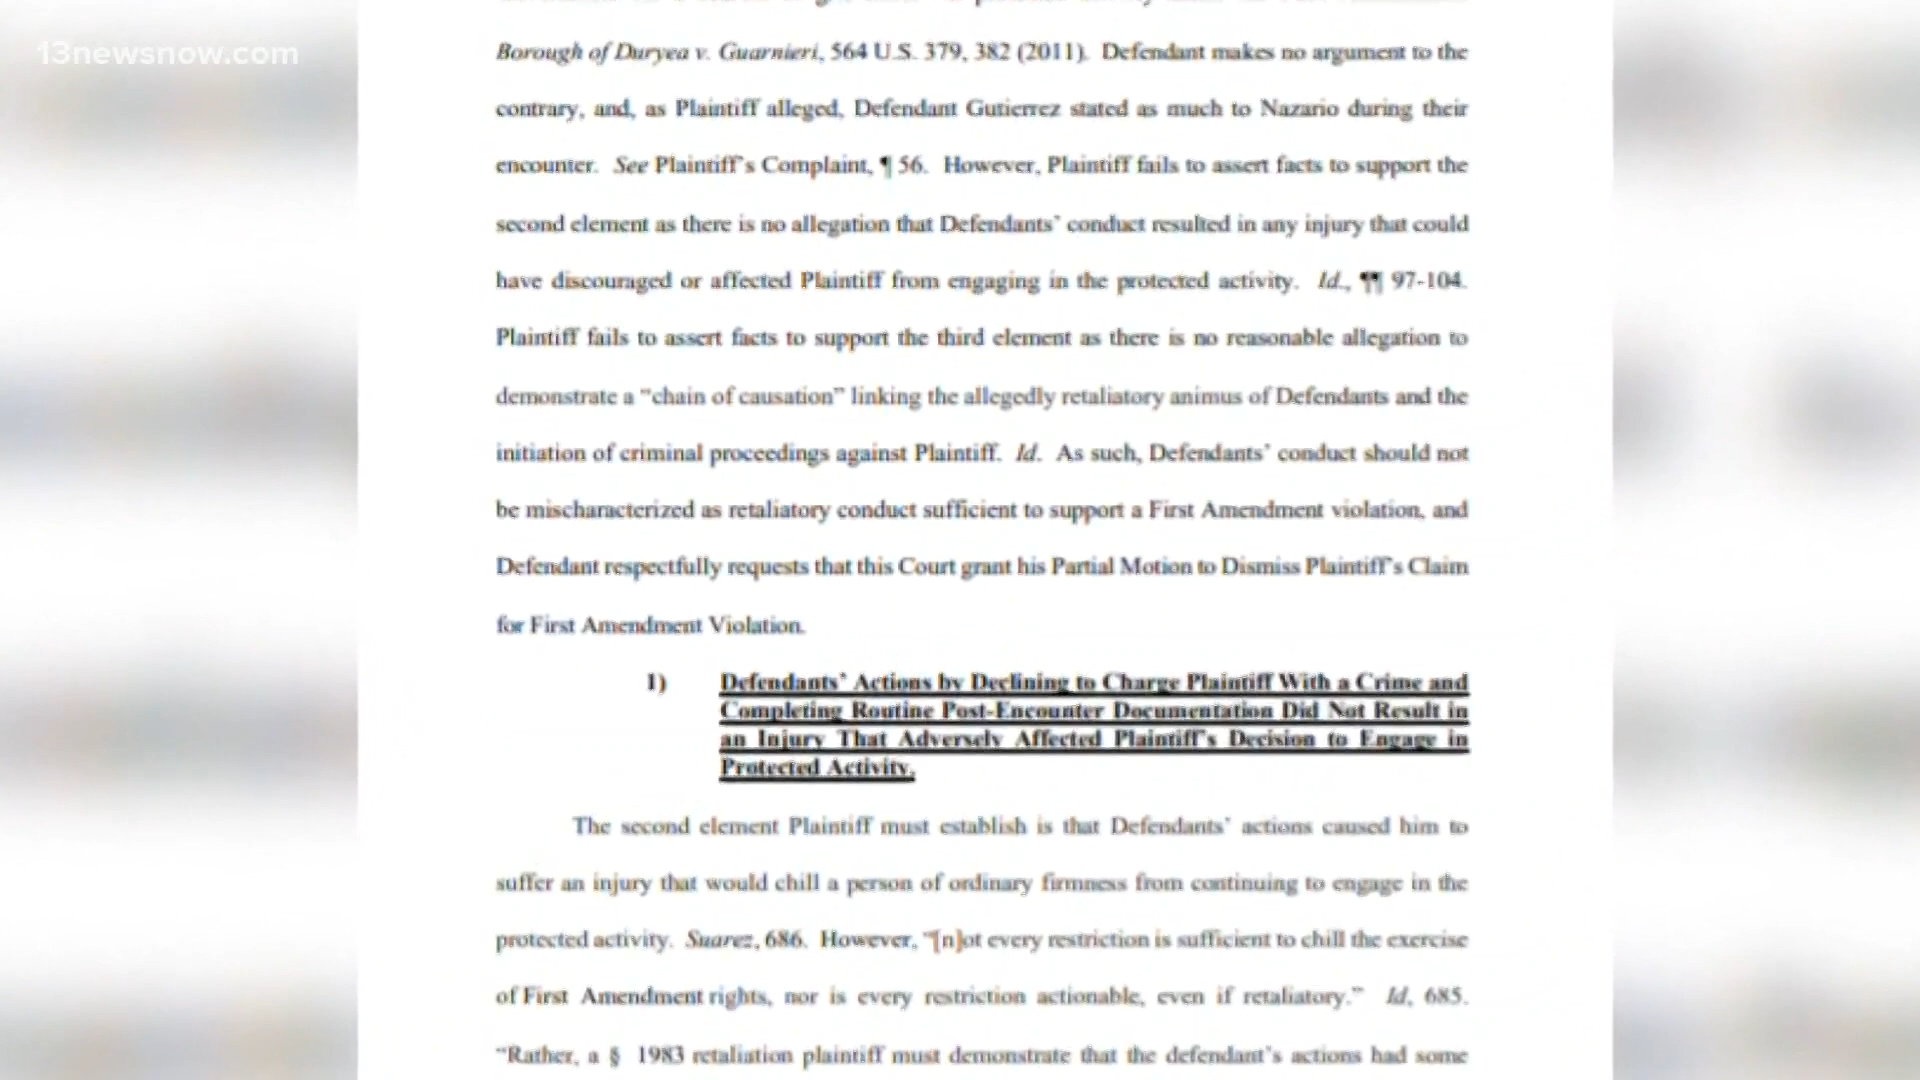 13newsnow.com
Borough of Duryea v. Guarnieri, 564 U.S. 379, 382 (2011). Defendant makes no argument to the
contrary, and, as Plaintiff alleged, Defendant Gutierrez stated as much to Nazario during their
encounter. See Plaintiff's Complaint, ¶ 56. However, Plaintiff fails to assert facts to support the
second element as there is no allegation that Defendants' conduct resulted in any injury that could
have discouraged or affected Plaintiff from engaging in the protected activity. Id., ¶¶ 97-104.
Plaintiff fails to assert facts to support the third element as there is no reasonable allegation to
demonstrate a "chain of causation" linking the allegedly retaliatory animus of Defendants and the
initiation of criminal proceedings against Plaintiff. Id. As such, Defendants' conduct should not
be mischaracterized as retaliatory conduct sufficient to support a First Amendment violation, and
Defendant respectfully requests that this Court grant his Partial Motion to Dismiss Plaintiff's Claim
for First Amendment Violation.
1) Defendants' Actions by Declining to Charge Plaintiff With a Crime and
Completing Routine Post-Encounter Documentation Did Not Result in
an Injury That Adversely Affected Plaintiff's Decision to Engage in
Protected Activity.
The second element Plaintiff must establish is that Defendants' actions caused him to
suffer an injury that would chill a person of ordinary firmness from continuing to engage in the
protected activity. Suarez, 686. However, "[n]ot every restriction is sufficient to chill the exercise
of First Amendment rights, nor is every restriction actionable, even if retaliatory." Id, 685.
"Rather, a § 1983 retaliation plaintiff must demonstrate that the defendant's actions had some